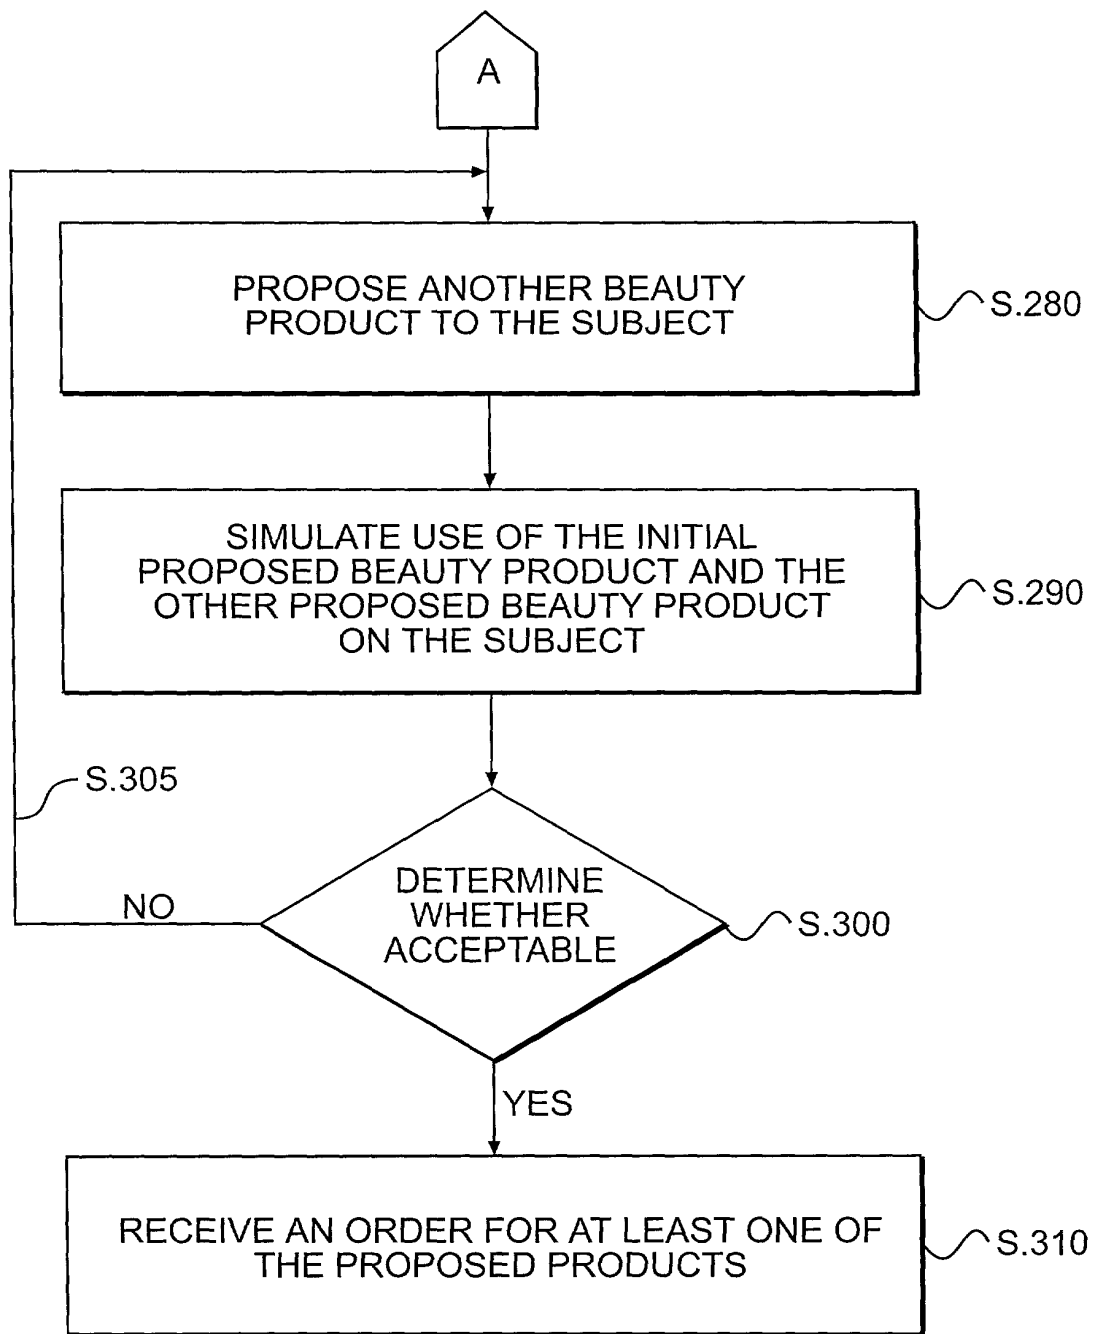 A
PROPOSE ANOTHER BEAUTY
PRODUCT TO THE SUBJECT
S.280
SIMULATE USE OF THE INITIAL
PROPOSED BEAUTY PRODUCT AND THE
OTHER PROPOSED BEAUTY PRODUCT
ON THE SUBJECT
S.290
S.305
DETERMINE
WHETHER
ACCEPTABLE
NO
S.300
YES
RECEIVE AN ORDER FOR AT LEAST ONE OF
THE PROPOSED PRODUCTS
S.310